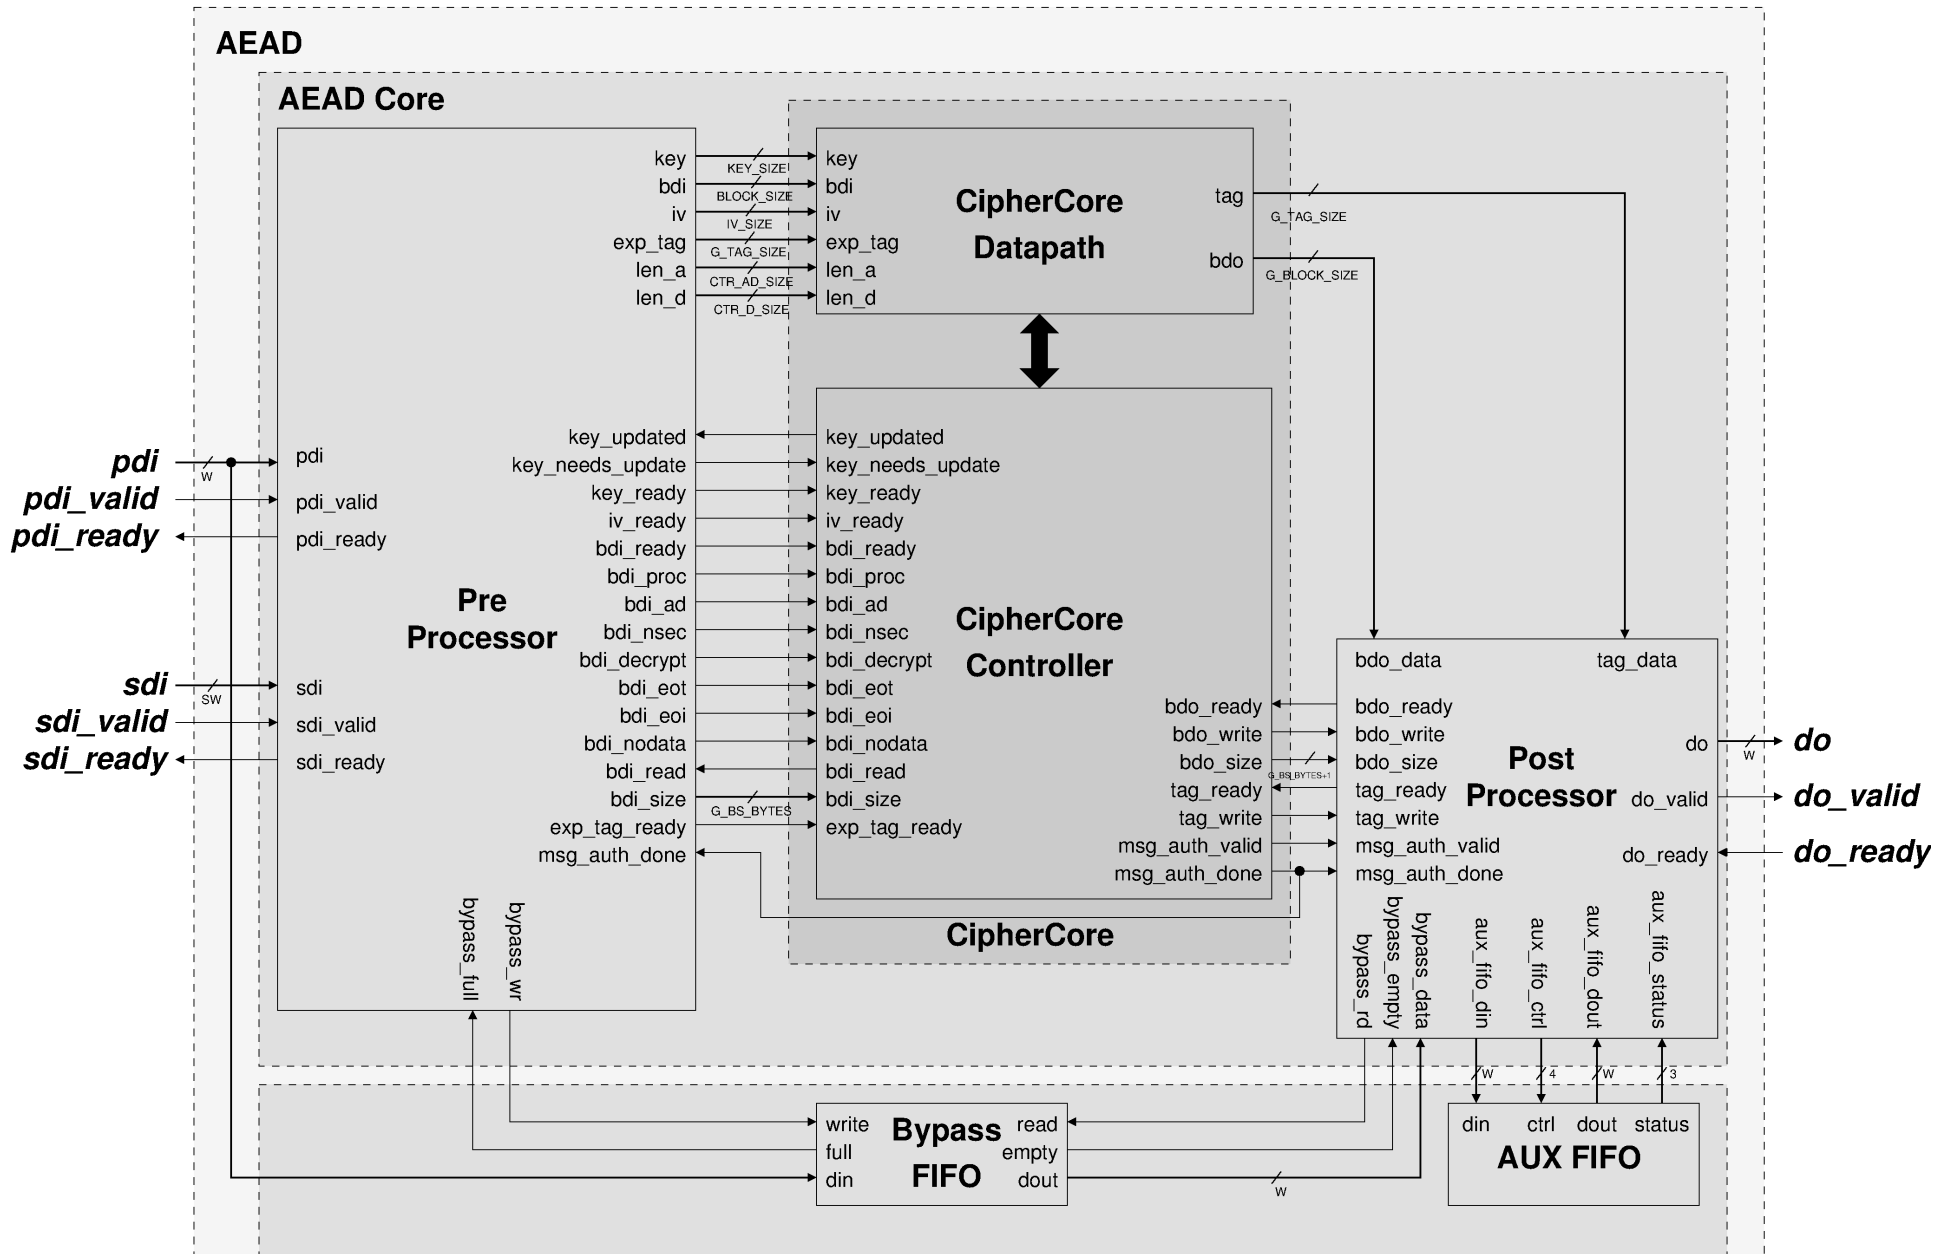 AEAD
AEAD Core
key
bdi
iv
exp_tag
len_a
len_d
KEY_SIZE
BLOCK_SIZE
IV_SIZE
G_TAG_SIZE
CTR_AD_SIZE
CTR_D_SIZE
key
bdi
iv
exp_tag
len_a
len_d
CipherCore
Datapath
tag
bdo
G_TAG_SIZE
G_BLOCK_SIZE
pdi
pdi_valid
pdi_ready
W
sdi
sdi_valid
sdi_ready
SW
pdi
pdi_valid
pdi_ready
Pre
Processor
sdi
sdi_valid
sdi_ready
key_updated
key_needs_update
key_ready
iv_ready
bdi_ready
bdi_proc
bdi_ad
bdi_nsec
bdi_decrypt
bdi_eot
bdi_eoi
bdi_nodata
bdi_read
bdi_size
exp_tag_ready
msg_auth_done
G_BS_BYTES
bypass_full
bypass_wr
key_updated
key_needs_update
key_ready
iv_ready
bdi_ready
bdi_proc
bdi_ad
bdi_nsec
bdi_decrypt
bdi_eot
bdi_eoi
bdi_nodata
bdi_read
bdi_size
exp_tag_ready
CipherCore
Controller
bdo_ready
bdo_write
bdo_size
tag_ready
tag_write
msg_auth_valid
msg_auth_done
G_BS_BYTES+1
CipherCore
bdo_data
tag_data
bdo_ready
bdo_write
bdo_size
tag_ready
tag_write
msg_auth_valid
msg_auth_done
Post
Processor
do
do_valid
do_ready
W
do
do_valid
do_ready
bypass_rd
bypass_empty
bypass_data
aux_fifo_din
aux_fifo_ctrl
aux_fifo_dout
aux_fifo_status
W
4
W
3
write
full
din
Bypass
FIFO
read
empty
dout
W
din
ctrl
dout
status
AUX FIFO